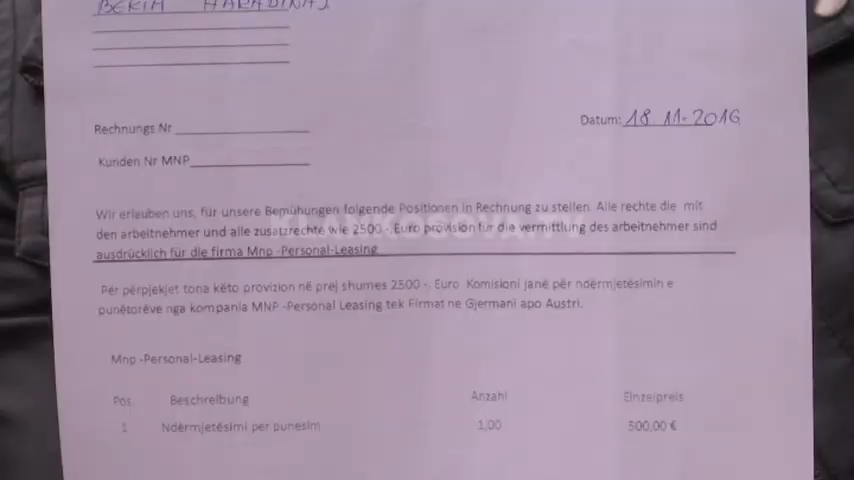 BEKIM HARADINAJ
Rechnungs Nr
Datum: 18.11-2016
Kunden Nr MNP
Wir erlauben uns, für unsere Bemühungen folgende Positionen in Rechnung zu stellen. Alle rechte die mit
den arbeitnehmer und alle zusatzrechte wie 2500 -. Euro provision für die vermittlung des arbeitnehmer sind
ausdrücklich für die firma Mnp -Personal-Leasing
KLANKOSOVA.TV
Për përpjekjet tona këto provizion në prej shumes 2500 -. Euro Komisioni janë për ndërmjetësimin e
punëtorëve nga kompania MNP -Personal Leasing tek Firmat ne Gjermani apo Austri.
Mnp -Personal-Leasing
Pos. Beschreibung Anzahl Einzelpreis
1 Ndërmjetësimi per punesim 1,00 500,00 €